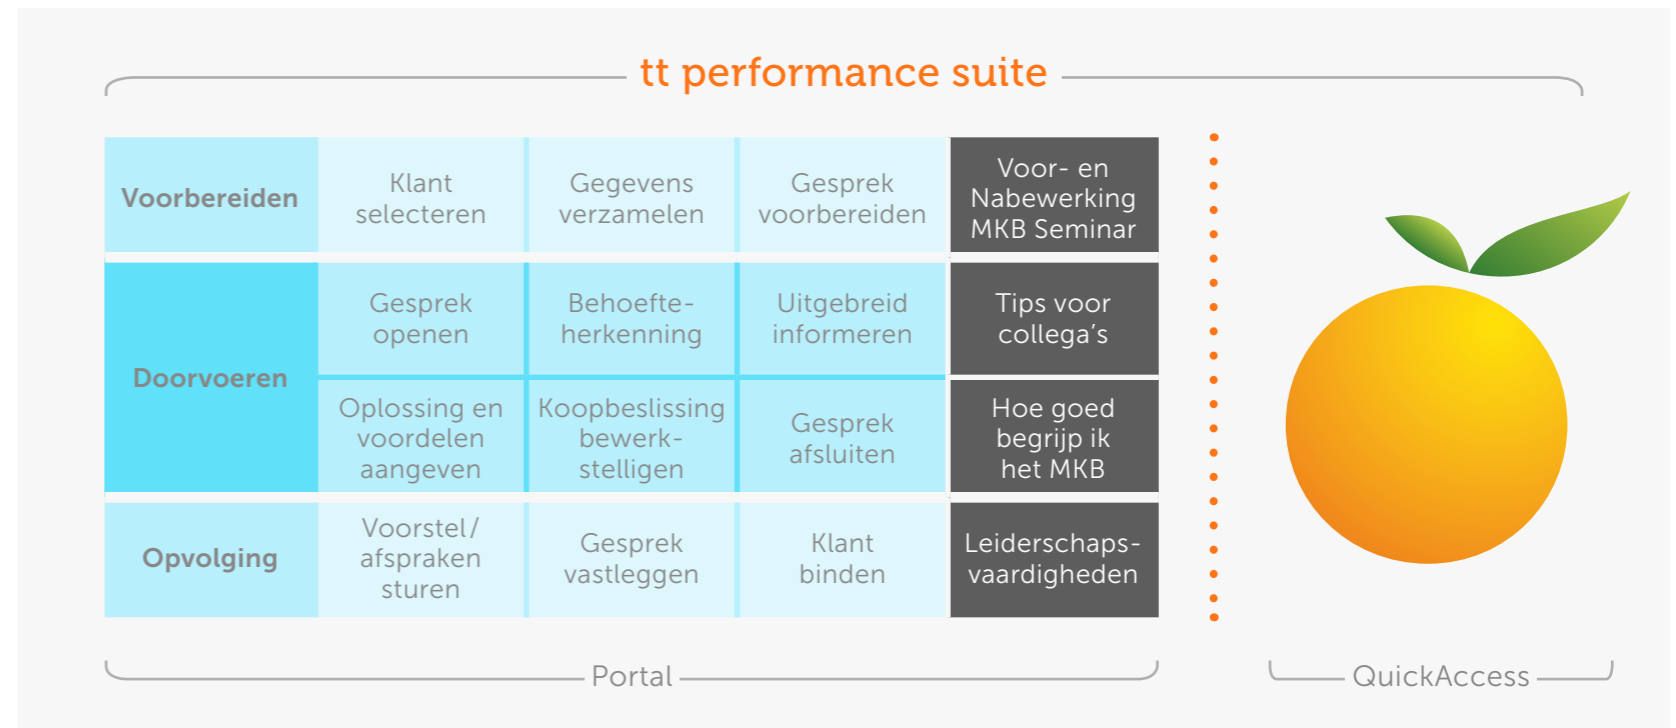 tt performance suite
Voorbereiden
Klant
selecteren
Gegevens
verzamelen
Gesprek
voorbereiden
Voor- en
Nabewerking
MKB Seminar
Doorvoeren
Gesprek
openen
Behoefte-
herkenning
Uitgebreid
informeren
Tips voor
collega’s
Oplossing en
voordelen
aangeven
Koopbeslissing
bewerk-
stelligen
Gesprek
afsluiten
Hoe goed
begrijp ik
het MKB
Opvolging
Voorstel/
afspraken
sturen
Gesprek
vastleggen
Klant
binden
Leiderschaps-
vaardigheden
Portal
QuickAccess